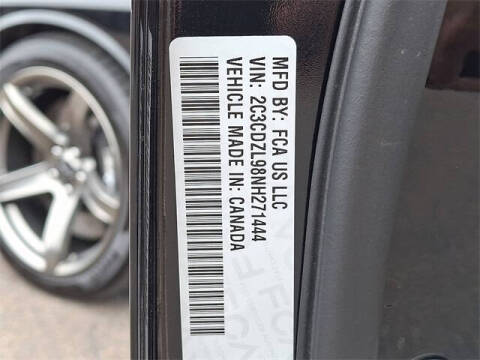 MFD BY: FCA US LLC
VIN: 2C3CDZL98NH271444
VEHICLE MADE IN: CANADA